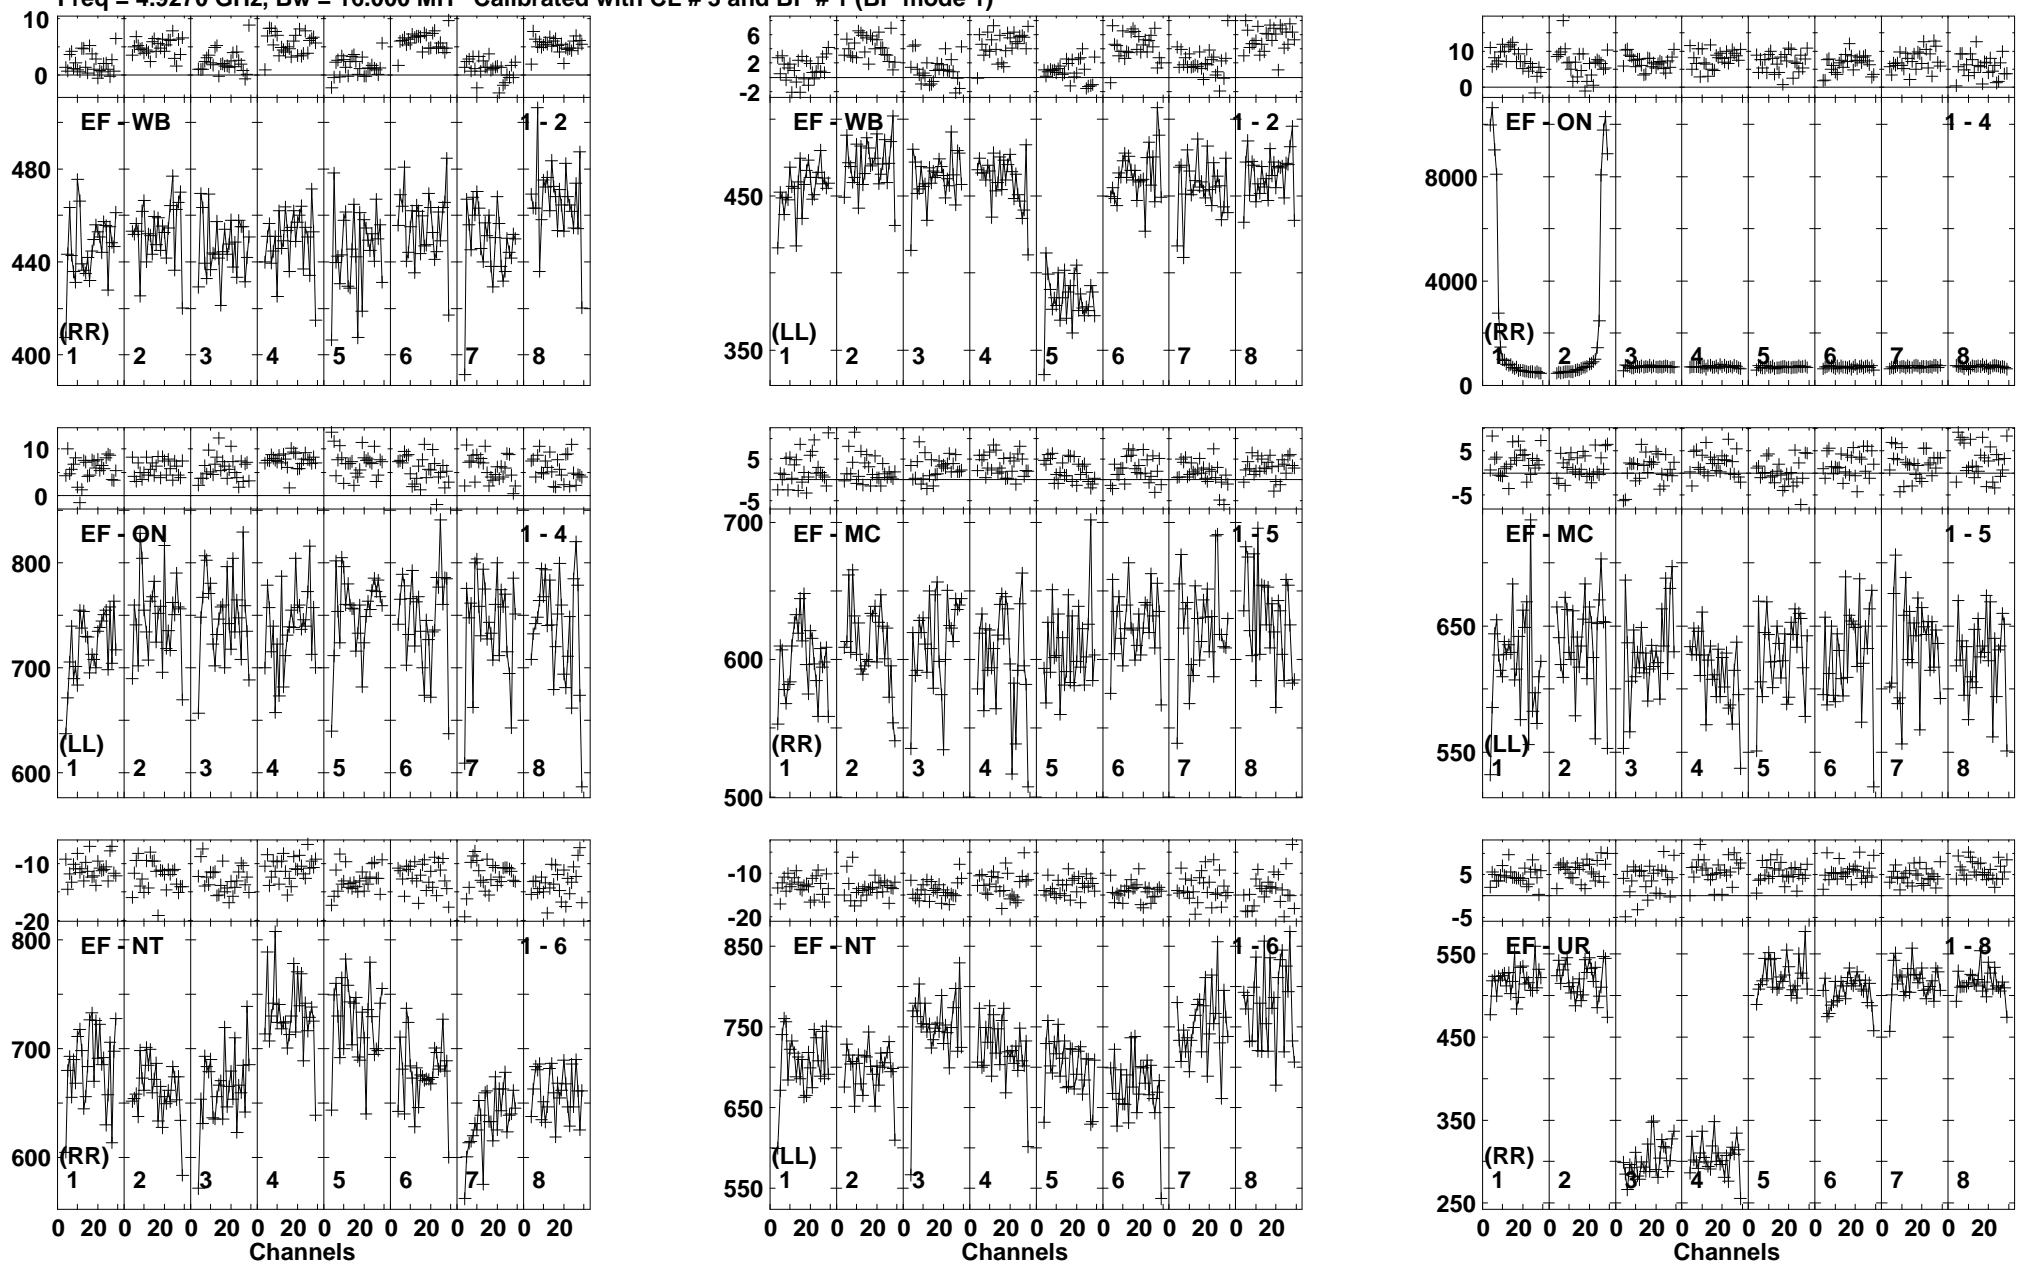 Freq = 4.9270 GHz, Bw = 16.000 MH Calibrated with CL # 3 and BP # 1 (BP mode 1)
10
0
EF - WB
1 - 2
480
440
400
(RR)
1 2 3 4 5 6 7 8
6
2
-2
EF - WB
1 - 2
450
350
(LL)
1 2 3 4 5 6 7 8
10
0
EF - ON
1 - 4
8000
4000
0
(RR)
1 2 3 4 5 6 7 8
10
0
EF - ON
1 - 4
800
700
600
(LL)
1 2 3 4 5 6 7 8
5
-5
700
EF - MC
1 - 5
600
500
(RR)
1 2 3 4 5 6 7 8
5
-5
EF - MC
1 - 5
650
550
(LL)
1 2 3 4 5 6 7 8
-10
-20
800
EF - NT
1 - 6
700
600
(RR)
1 2 3 4 5 6 7 8
0 20 0 20 0 20 0 20 0 20 0 20 0 20 0 20
Channels
-10
-20
850
EF - NT
1 - 6
750
650
550
(LL)
1 2 3 4 5 6 7 8
0 20 0 20 0 20 0 20 0 20 0 20 0 20 0 20
Channels
5
-5
550
EF - UR
1 - 8
450
350
250
(RR)
1 2 3 4 5 6 7 8
0 20 0 20 0 20 0 20 0 20 0 20 0 20 0 20
Channels